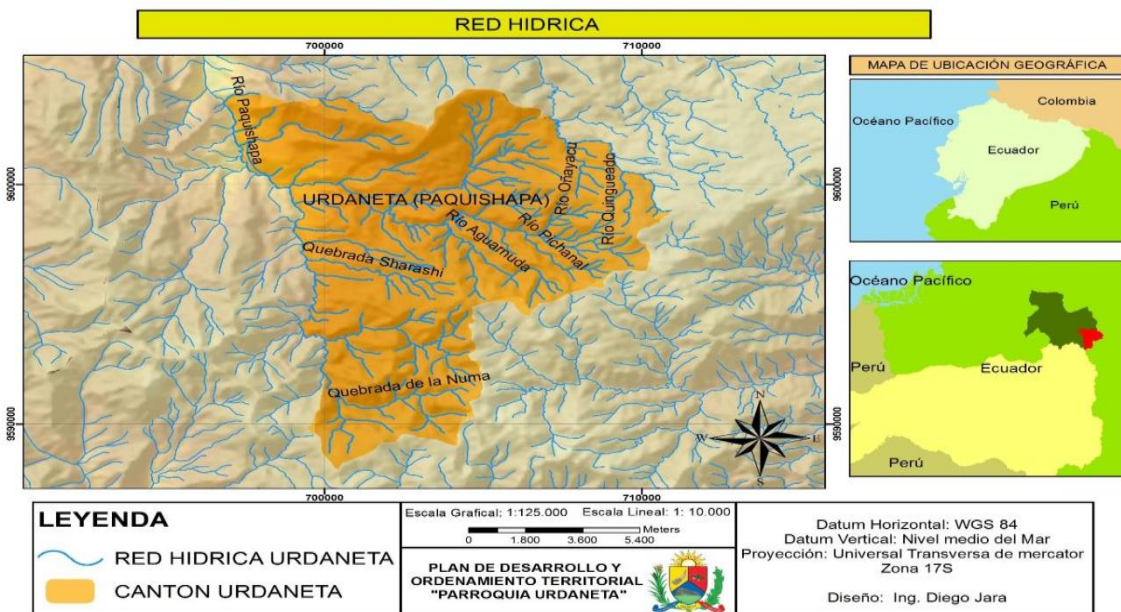 RED HIDRICA
700000
710000
9600000
9590000
Río Paquishapa
URDANETA (PAQUISHAPA)
Río Oñayacu
Río Quingueado
Río Pichanal
Río Aguamuda
Quebrada Sharashi
Quebrada de la Numa
N
W
E
S
700000
710000
9600000
9590000
MAPA DE UBICACIÓN GEOGRÁFICA
Colombia
Océano Pacífico
Ecuador
Perú
Océano Pacífico
Perú
Ecuador
Perú
LEYENDA
RED HIDRICA URDANETA
CANTON URDANETA
Escala Grafical; 1:125.000 Escala Lineal: 1: 10.000
Meters
0 1.800 3.600 5.400
PLAN DE DESARROLLO Y
ORDENAMIENTO TERRITORIAL
"PARROQUIA URDANETA"
Datum Horizontal: WGS 84
Datum Vertical: Nivel medio del Mar
Proyección: Universal Transversa de mercator
Zona 17S
Diseño: Ing. Diego Jara